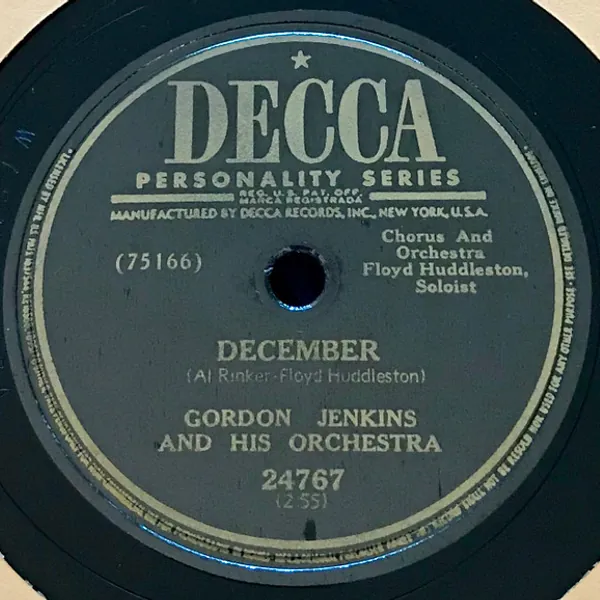 DECCA
PERSONALITY SERIES
REG. U.S. PAT. OFF.
MARCA REGISTRADA
MANUFACTURED BY DECCA RECORDS, INC., NEW YORK, U.S.A.
(75166)
Chorus And
Orchestra
Floyd Huddleston,
Soloist
DECEMBER
(Al Rinker-Floyd Huddleston)
GORDON JENKINS
AND HIS ORCHESTRA
24767
(2:55)